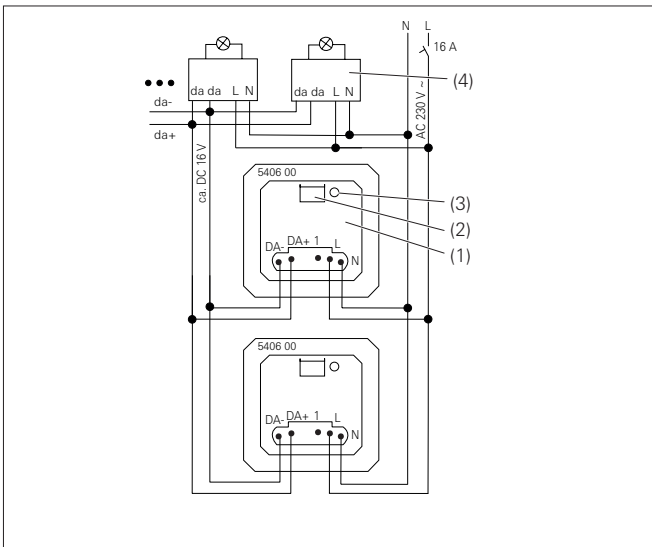 N L
16 A
(4)
da da L N
da da L N
da-
da+
ca. DC 16 V
AC 230 V ~
5406 00
(3)
(2)
(1)
DA- DA+ 1 L
N
5406 00
DA- DA+ 1 L
N